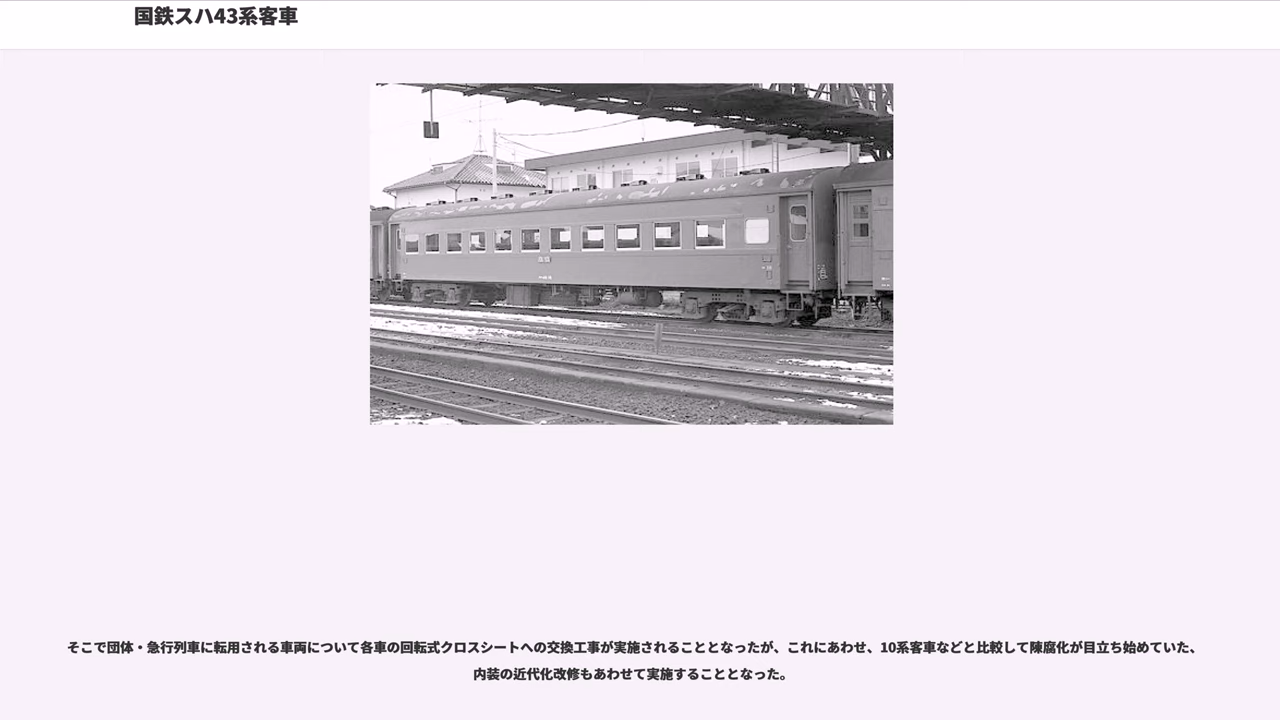 国鉄スハ43系客車
そこで団体・急行列車に転用される車両について各車の回転式クロスシートへの交換工事が実施されることとなったが、これにあわせ、10系客車などと比較して陳腐化が目立ち始めていた、
内装の近代化改修もあわせて実施することとなった。